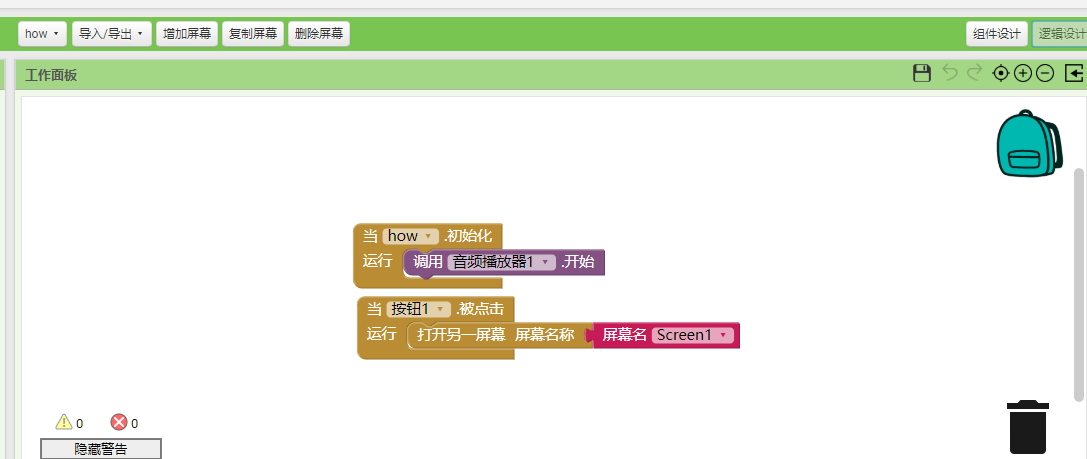 how 导入/导出 增加屏幕 复制屏幕 删除屏幕 组件设计 逻辑设计
工作面板
当 how .初始化
运行 调用 音频播放器1 .开始
当 按钮1 .被点击
运行 打开另一屏幕 屏幕名称 屏幕名 Screen1
0 0
隐藏警告